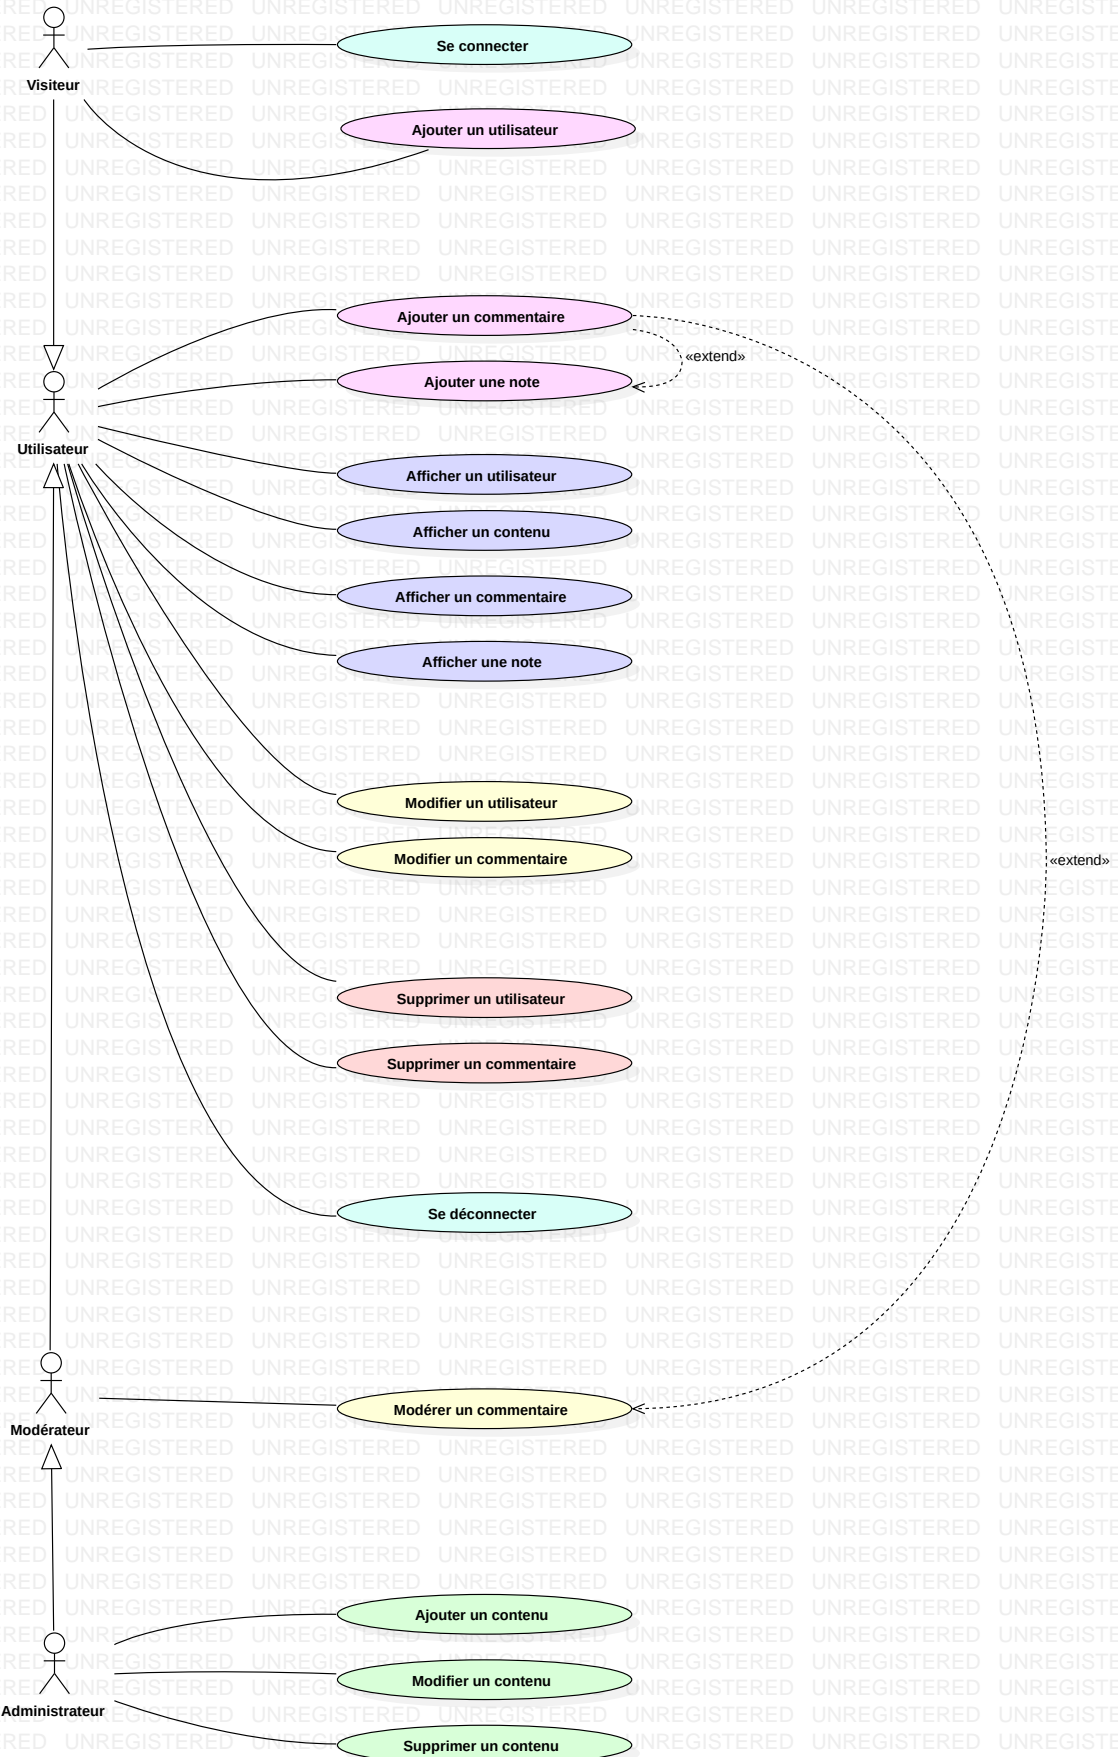 Se connecter
Visiteur
Ajouter un utilisateur
Ajouter un commentaire
«extend»
Ajouter une note
Utilisateur
Afficher un utilisateur
Afficher un contenu
Afficher un commentaire
Afficher une note
Modifier un utilisateur
Modifier un commentaire
«extend»
Supprimer un utilisateur
Supprimer un commentaire
Se déconnecter
Modérer un commentaire
Modérateur
Ajouter un contenu
Modifier un contenu
Administrateur
Supprimer un contenu
UNREGISTERED